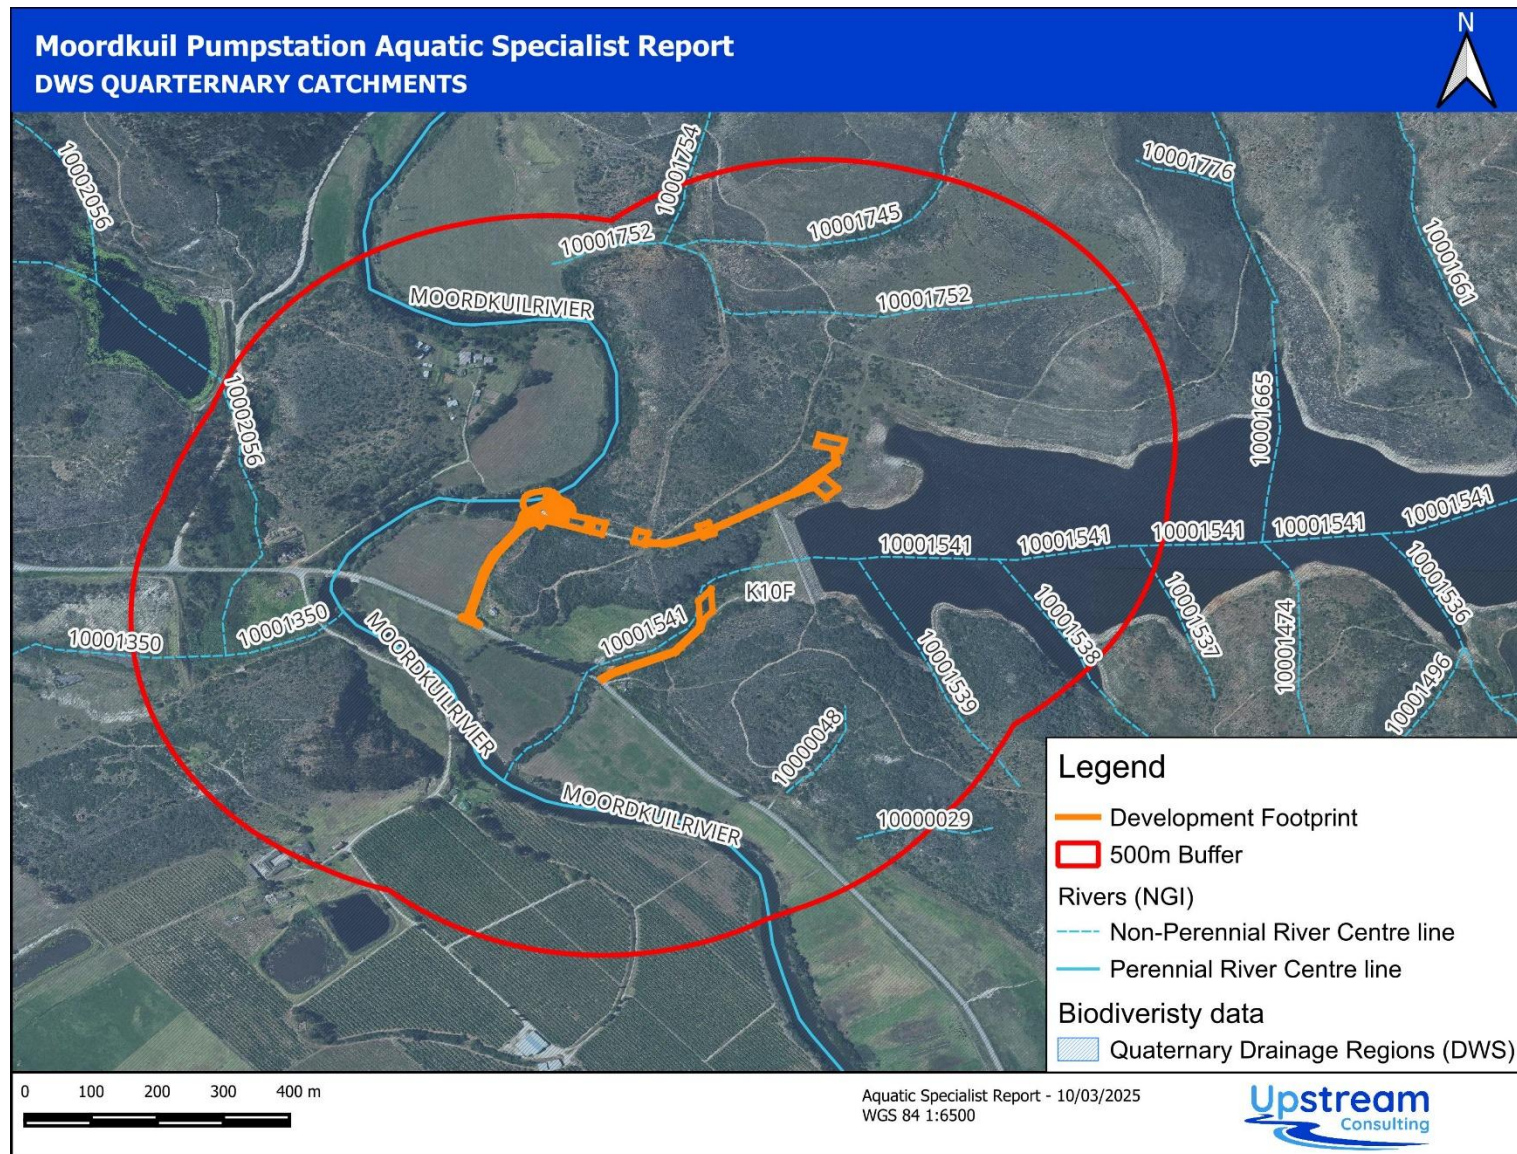 Moordkuil Pumpstation Aquatic Specialist Report
DWS QUARTERNARY CATCHMENTS
N
10002056
10001754
10001776
10001752
10001745
10001661
MOORDKUILRIVIER
10001752
10002056
10001665
10001541
10001541
10001541
10001541
10001541
K10F
10001350
10001350
10001541
MOORDKUILRIVIER
10001539
10001538
10001537
10001474
10001536
10001496
10000048
MOORDKUILRIVIER
10000029
Legend
Development Footprint
500m Buffer
Rivers (NGI)
Non-Perennial River Centre line
Perennial River Centre line
Biodiveristy data
Quaternary Drainage Regions (DWS)
0 100 200 300 400 m
Aquatic Specialist Report - 10/03/2025
WGS 84 1:6500
Upstream
Consulting